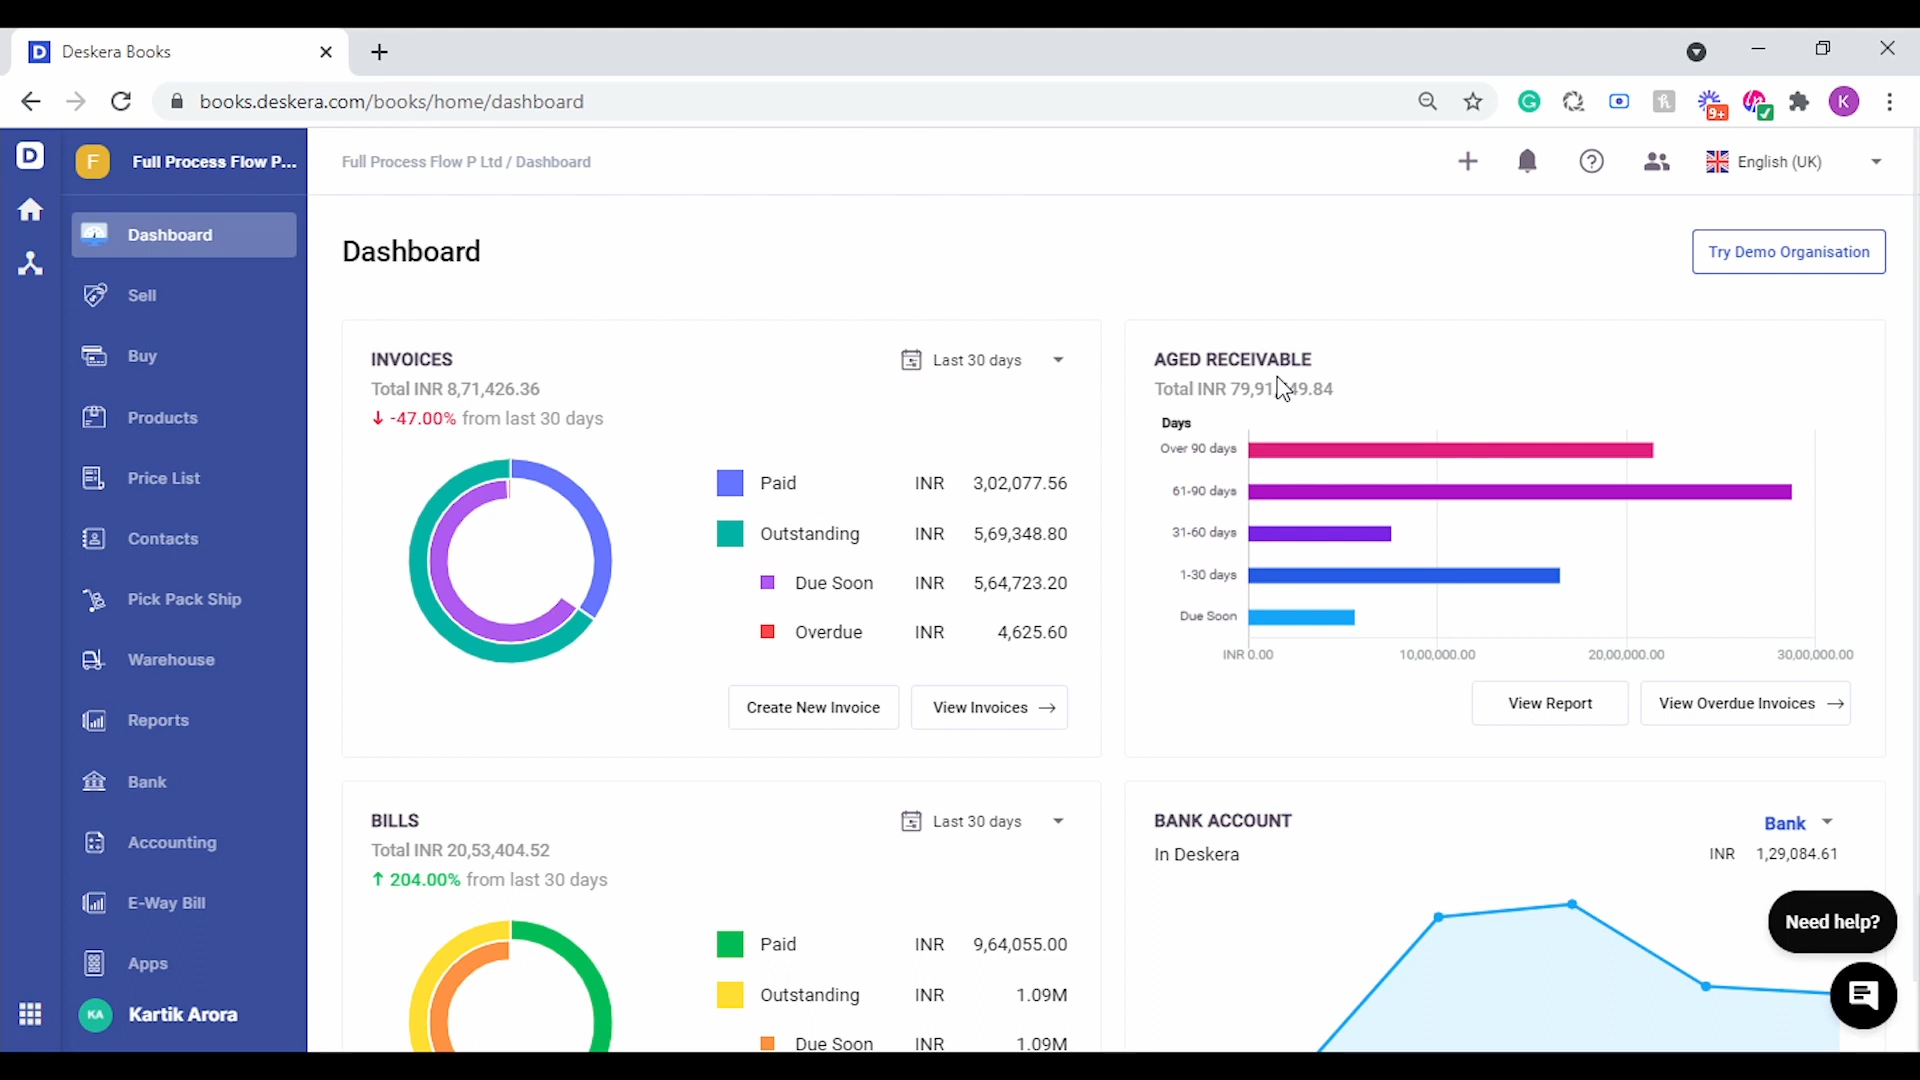 Deskera Books
books.deskera.com/books/home/dashboard
9+
K
D
F Full Process Flow P...
Full Process Flow P Ltd / Dashboard
English (UK)
Dashboard
Sell
Buy
Products
Price List
Contacts
Pick Pack Ship
Warehouse
Reports
Bank
Accounting
E-Way Bill
Apps
KA Kartik Arora
Dashboard
Try Demo Organisation
INVOICES
Last 30 days
Total INR 8,71,426.36
-47.00% from last 30 days
Paid INR 3,02,077.56
Outstanding INR 5,69,348.80
Due Soon INR 5,64,723.20
Overdue INR 4,625.60
Create New Invoice
View Invoices
AGED RECEIVABLE
Total INR
Days
Over 90 days
61-90 days
31-60 days
1-30 days
Due Soon
INR 0.00 10,00,000.00 20,00,000.00 30,00,000.00
View Report
View Overdue Invoices
BILLS
Last 30 days
Total INR 20,53,404.52
204.00% from last 30 days
Paid INR 9,64,055.00
Outstanding INR 1.09M
Due Soon INR 1.09M
BANK ACCOUNT
Bank
In Deskera
INR 1,29,084.61
Need help?